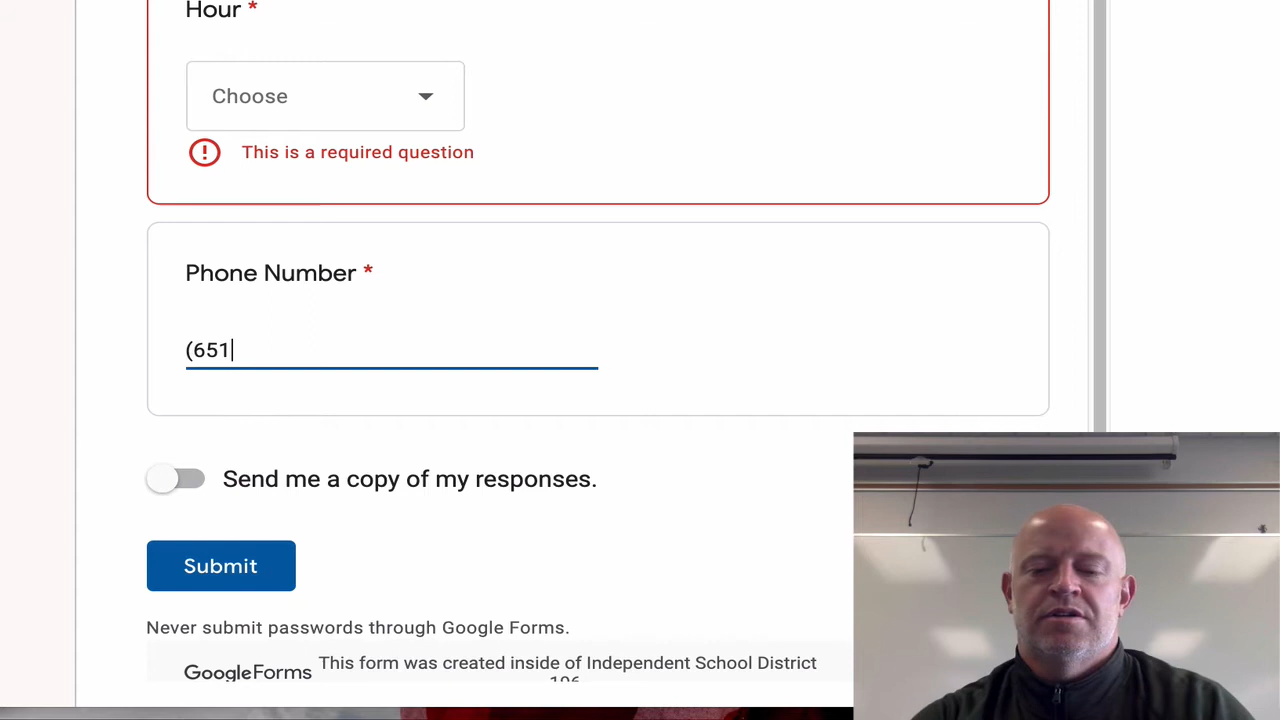 Hour *
Choose
This is a required question
Phone Number *
(651
Send me a copy of my responses.
Submit
Never submit passwords through Google Forms.
This form was created inside of Independent School District
196
Google Forms